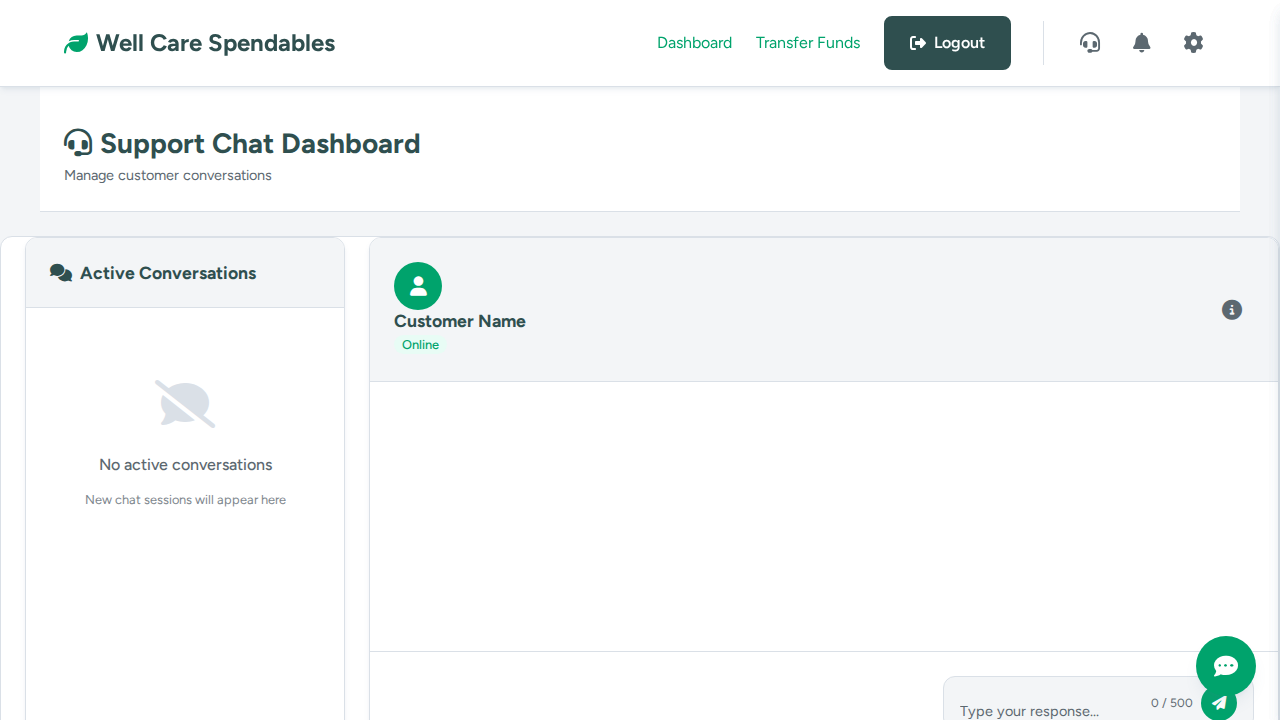 Well Care Spendables
Dashboard
Transfer Funds
Logout
Support Chat Dashboard
Manage customer conversations
Active Conversations
No active conversations
New chat sessions will appear here
Customer Name
Online
Type your response...
0 / 500